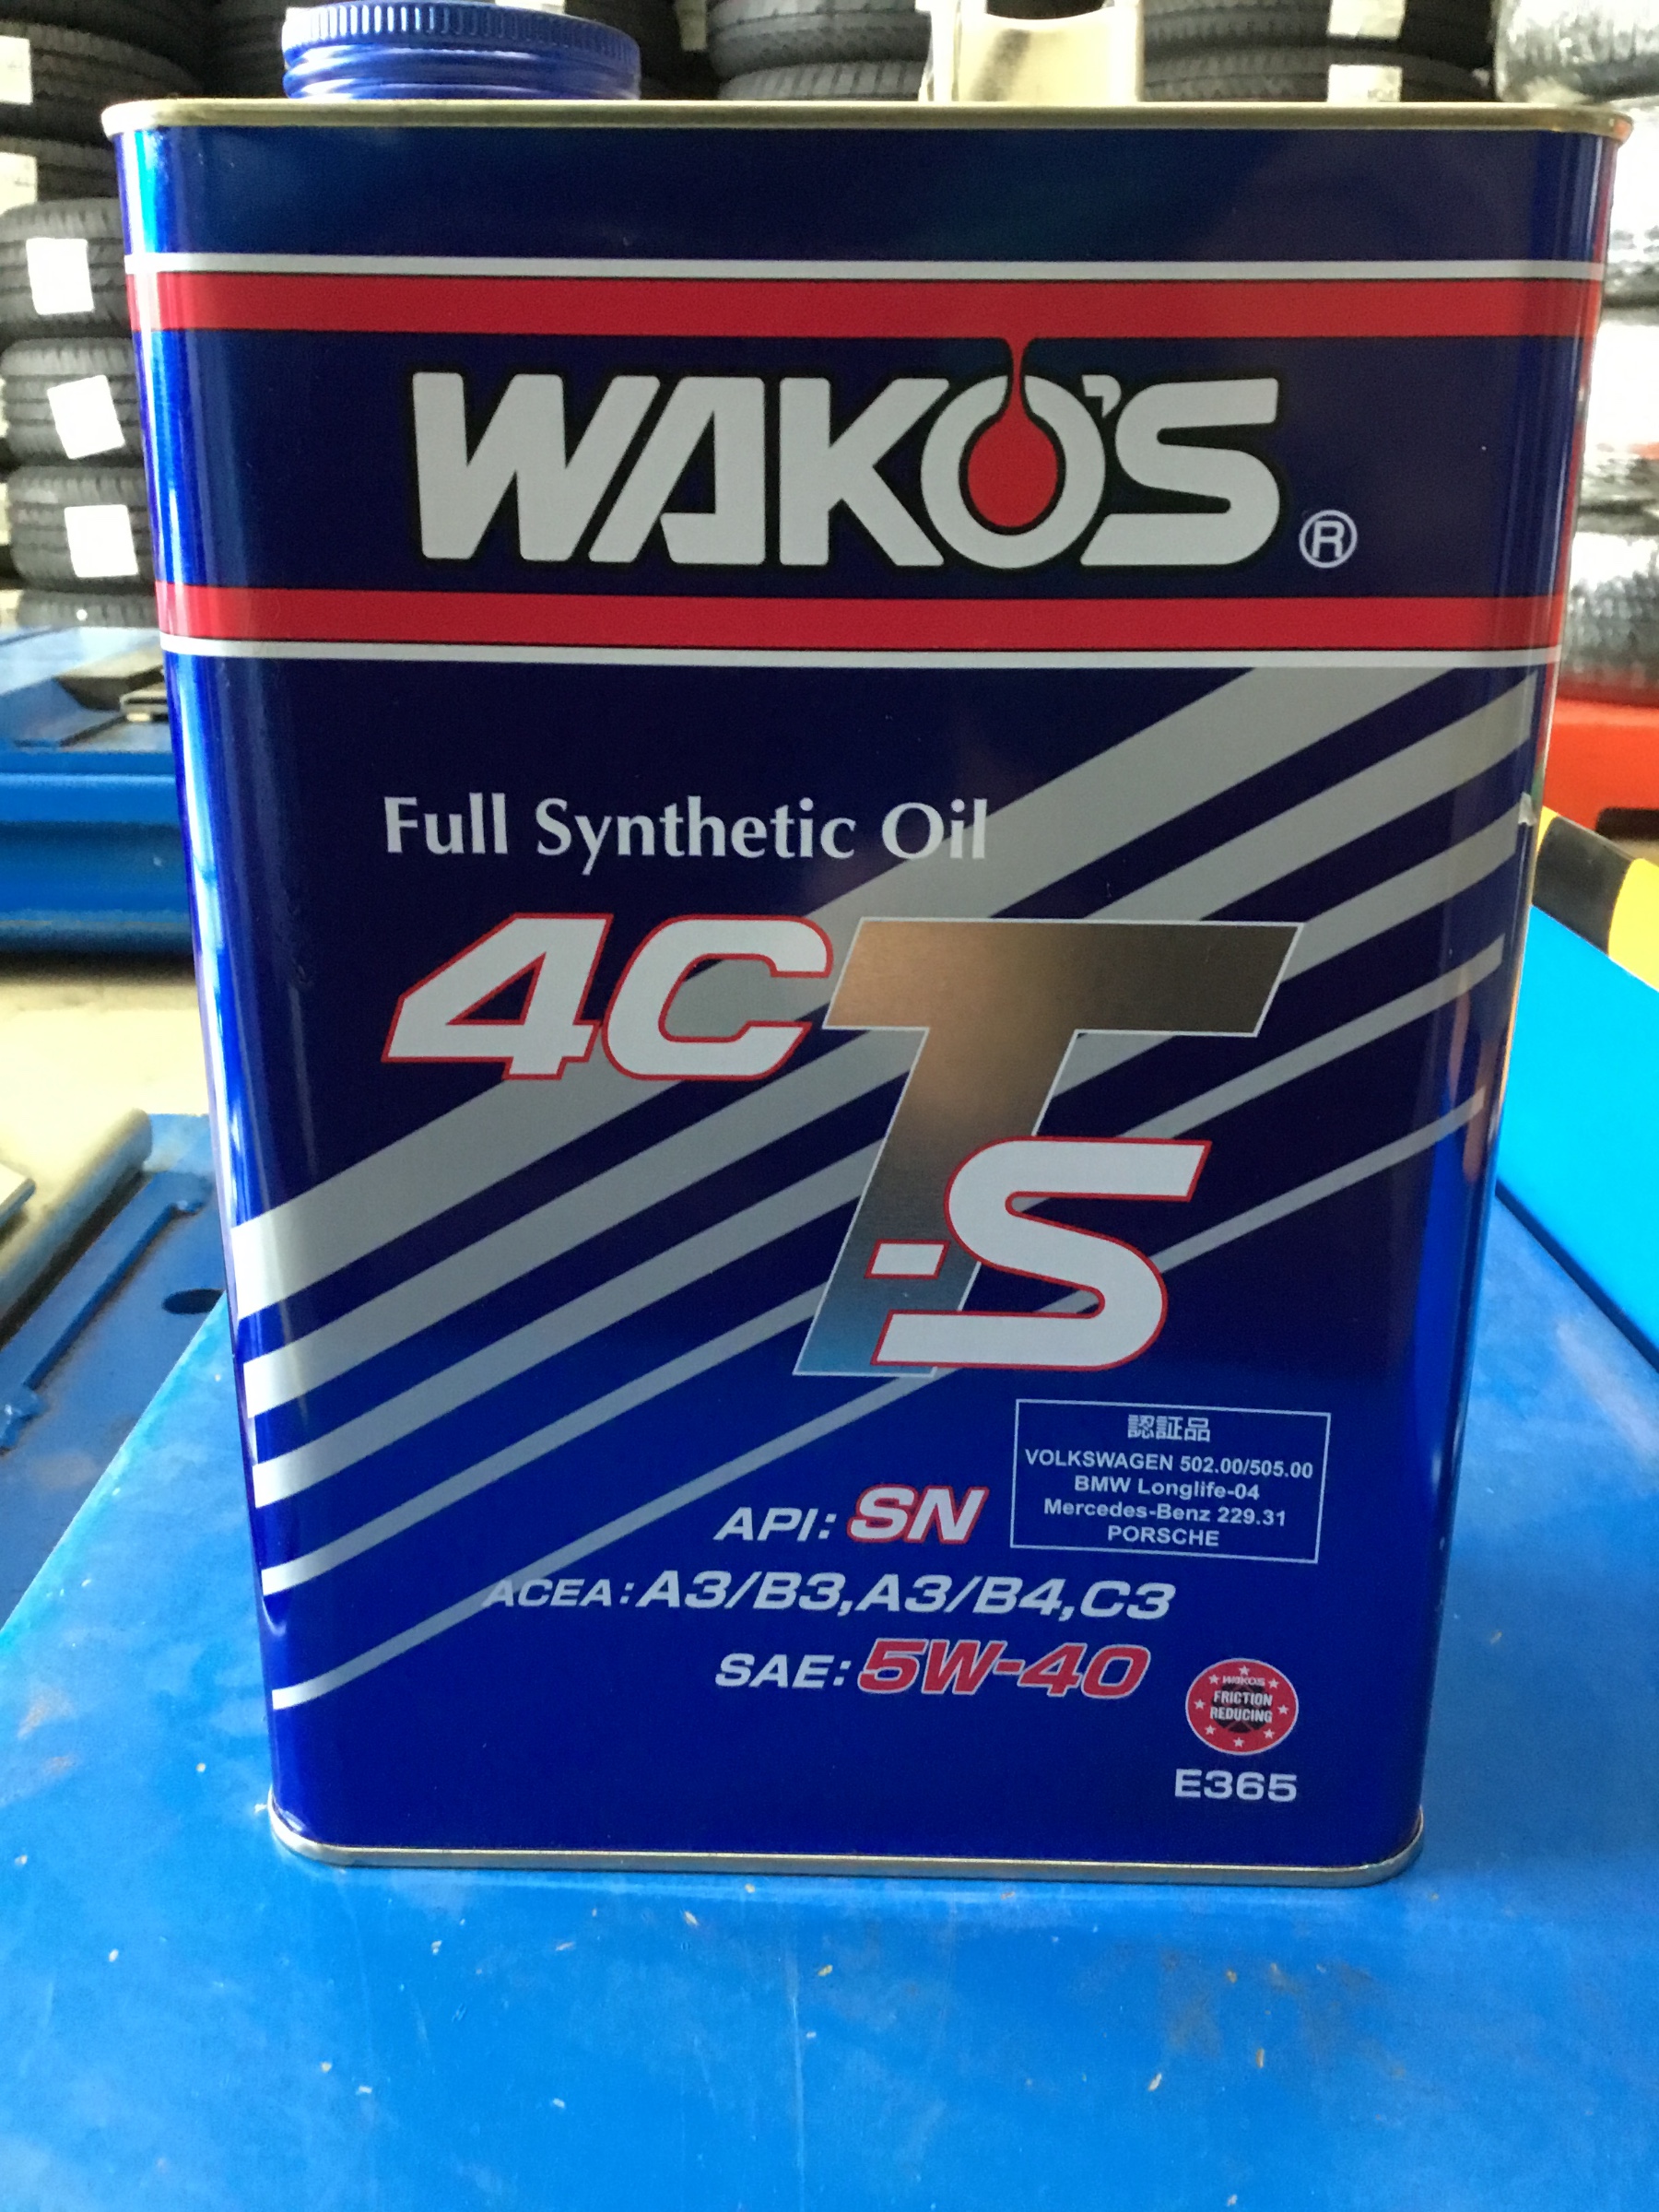 WAKO'S ®
Full Synthetic Oil
4CT-S
認証品
VOLKSWAGEN 502.00/505.00
BMW Longlife-04
Mercedes-Benz 229.31
PORSCHE
API: SN
ACEA: A3/B3,A3/B4,C3
SAE: 5W-40
WAKO'S
FRICTION
REDUCING
E365